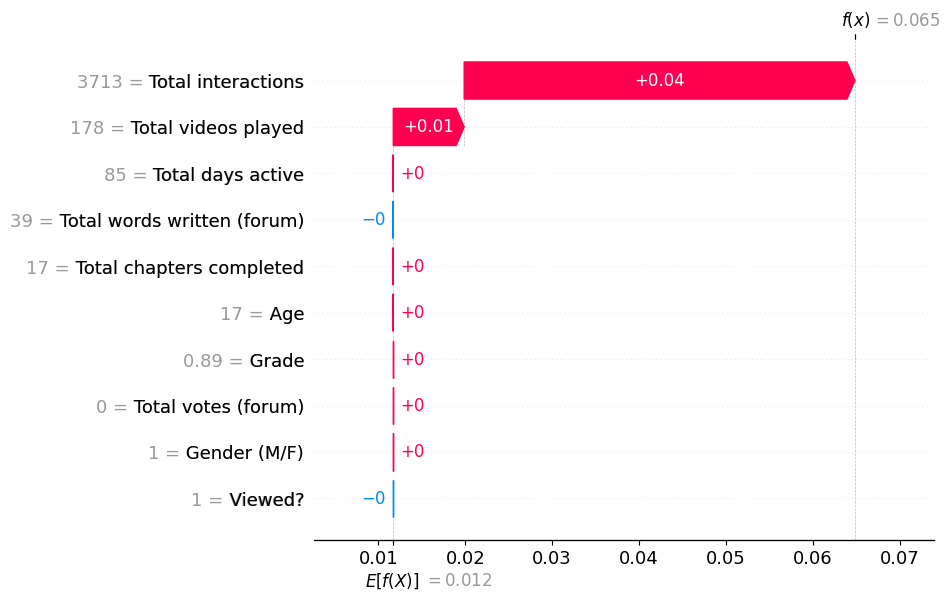 f(x) = 0.065
3713 = Total interactions
+0.04
178 = Total videos played
+0.01
85 = Total days active
+0
39 = Total words written (forum)
−0
17 = Total chapters completed
+0
17 = Age
+0
0.89 = Grade
+0
0 = Total votes (forum)
+0
1 = Gender (M/F)
+0
1 = Viewed?
−0
0.01 0.02 0.03 0.04 0.05 0.06 0.07
E[f(X)] = 0.012